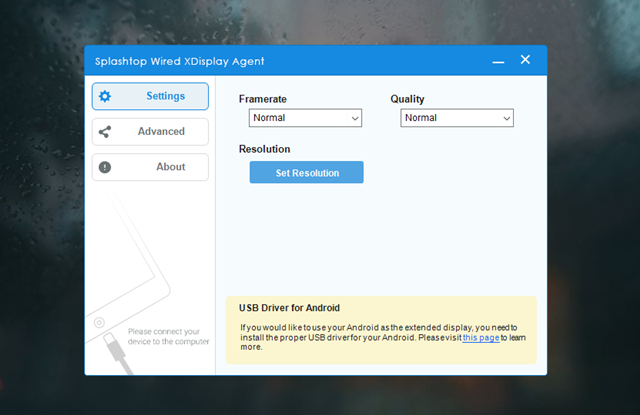 Splashtop Wired XDisplay Agent
Settings
Advanced
About
Framerate
Quality
Normal
Normal
Resolution
Set Resolution
Please connect your
device to the computer
USB Driver for Android
If you would like to use your Android as the extended display, you need to
install the proper USB driver for your Android. Please visit this page to learn
more.